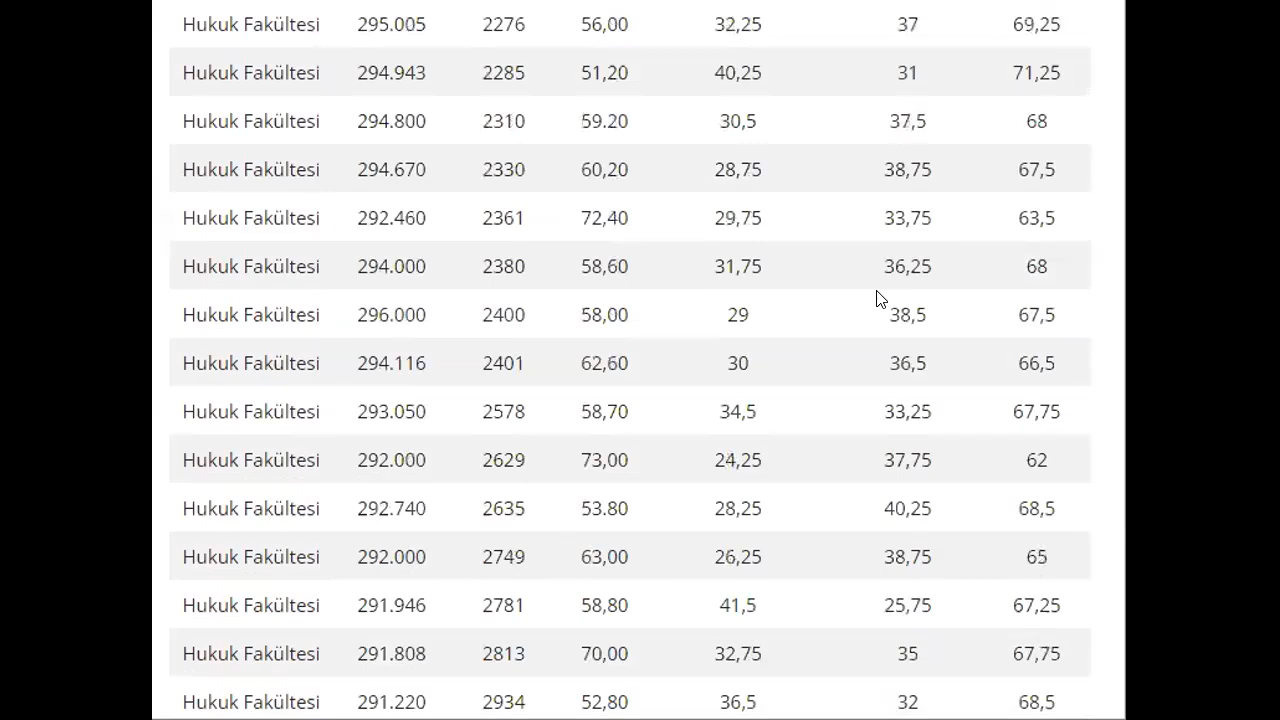 Hukuk Fakültesi 295.005 2276 56,00 32,25 37 69,25
Hukuk Fakültesi 294.943 2285 51,20 40,25 31 71,25
Hukuk Fakültesi 294.800 2310 59.20 30,5 37,5 68
Hukuk Fakültesi 294.670 2330 60,20 28,75 38,75 67,5
Hukuk Fakültesi 292.460 2361 72,40 29,75 33,75 63,5
Hukuk Fakültesi 294.000 2380 58,60 31,75 36,25 68
Hukuk Fakültesi 296.000 2400 58,00 29 38,5 67,5
Hukuk Fakültesi 294.116 2401 62,60 30 36,5 66,5
Hukuk Fakültesi 293.050 2578 58,70 34,5 33,25 67,75
Hukuk Fakültesi 292.000 2629 73,00 24,25 37,75 62
Hukuk Fakültesi 292.740 2635 53.80 28,25 40,25 68,5
Hukuk Fakültesi 292.000 2749 63,00 26,25 38,75 65
Hukuk Fakültesi 291.946 2781 58,80 41,5 25,75 67,25
Hukuk Fakültesi 291.808 2813 70,00 32,75 35 67,75
Hukuk Fakültesi 291.220 2934 52,80 36,5 32 68,5